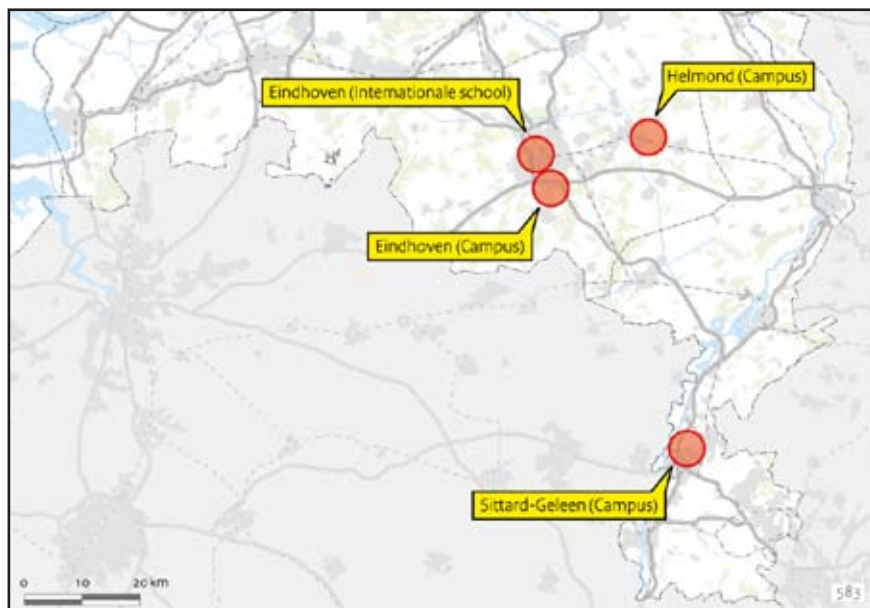 Helmond (Campus)
Eindhoven (Internationale school)
Eindhoven (Campus)
Sittard-Geleen (Campus)
0 10 20 km
583